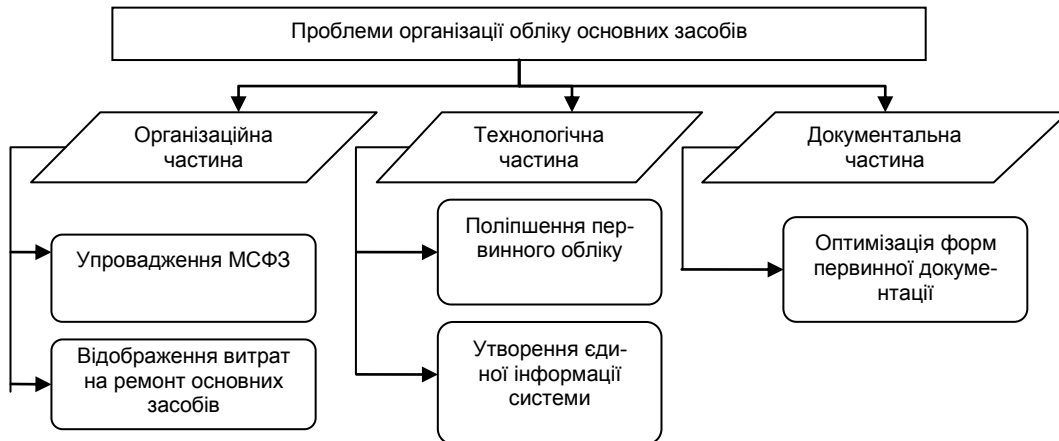 Проблеми організації обліку основних засобів
Організаційна
частина
Технологічна
частина
Документальна
частина
Упровадження МСФЗ
Відображення витрат
на ремонт основних
засобів
Поліпшення пер-
винного обліку
Утворення єди-
ної інформації
системи
Оптимізація форм
первинної докуме-
нтації